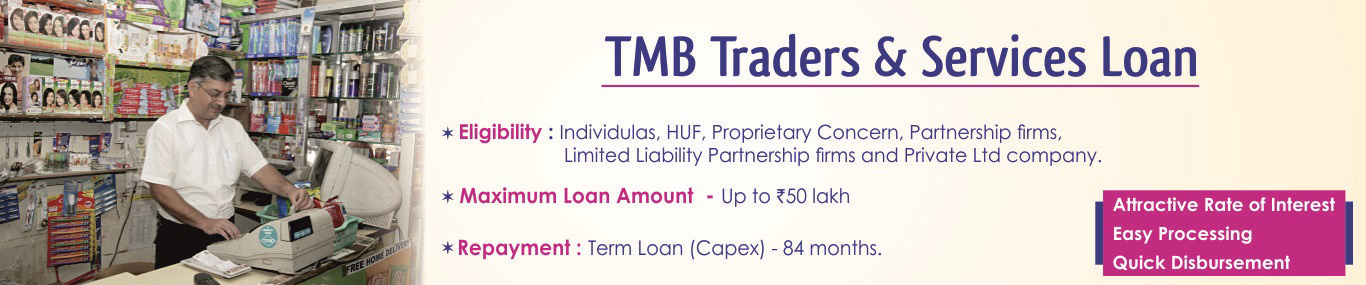 TMB Traders & Services Loan
✶ Eligibility : Individulas, HUF, Proprietary Concern, Partnership firms,
Limited Liability Partnership firms and Private Ltd company.
✶ Maximum Loan Amount - Up to ₹50 lakh
✶ Repayment : Term Loan (Capex) - 84 months.
Attractive Rate of Interest
Easy Processing
Quick Disbursement
FREE HOME DELIVERY